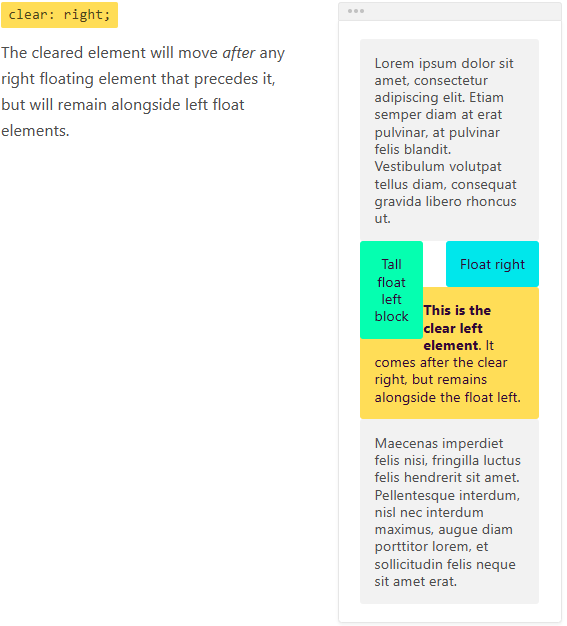 clear: right;
The cleared element will move after any
right floating element that precedes it,
but will remain alongside left float
elements.
Lorem ipsum dolor sit
amet, consectetur
adipiscing elit. Etiam
semper diam at erat
pulvinar, at pulvinar
felis blandit.
Vestibulum volutpat
tellus diam, consequat
gravida libero rhoncus
ut.
Tall
float
left
block
Float right
This is the
clear left
element. It
comes after the clear
right, but remains
alongside the float left.
Maecenas imperdiet
felis nisi, fringilla luctus
felis hendrerit sit amet.
Pellentesque interdum,
nisl nec interdum
maximus, augue diam
porttitor lorem, et
sollicitudin felis neque
sit amet erat.